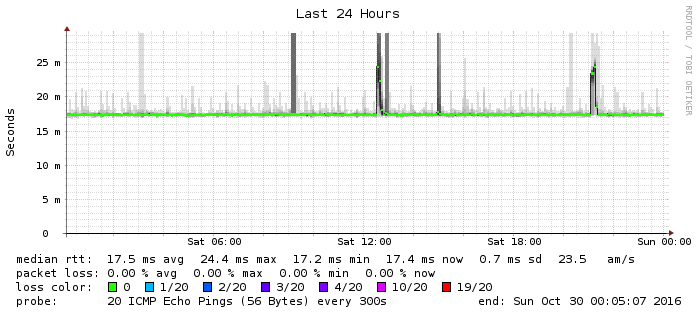 Last 24 Hours
RRDTOOL / TOBI OETIKER
Seconds
25 m
20 m
15 m
10 m
5 m
0
Sat 06:00 Sat 12:00 Sat 18:00 Sun 00:00
median rtt: 17.5 ms avg 24.4 ms max 17.2 ms min 17.4 ms now 0.7 ms sd 23.5 am/s
packet loss: 0.00 % avg 0.00 % max 0.00 % min 0.00 % now
loss color: 0 1/20 2/20 3/20 4/20 10/20 19/20
probe: 20 ICMP Echo Pings (56 Bytes) every 300s end: Sun Oct 30 00:05:07 2016